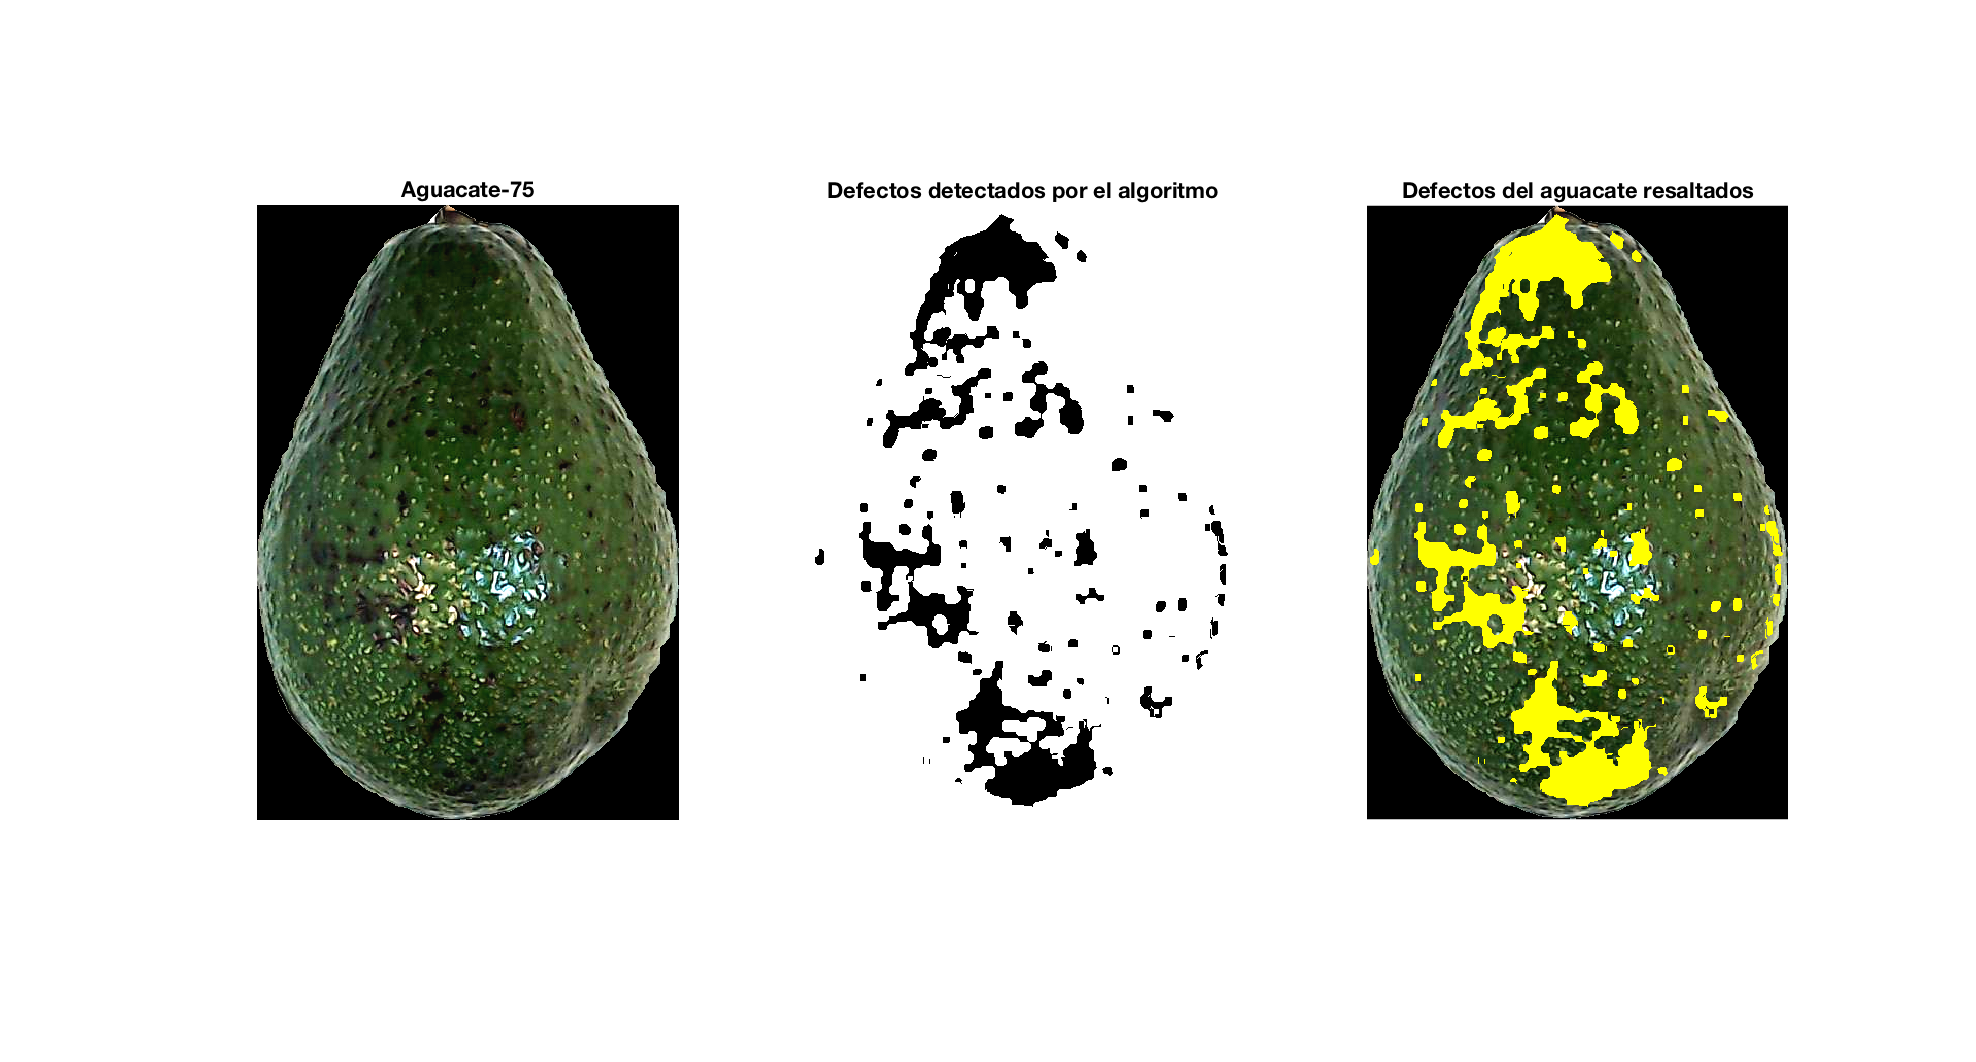 Aguacate-75
Defectos detectados por el algoritmo
Defectos del aguacate resaltados